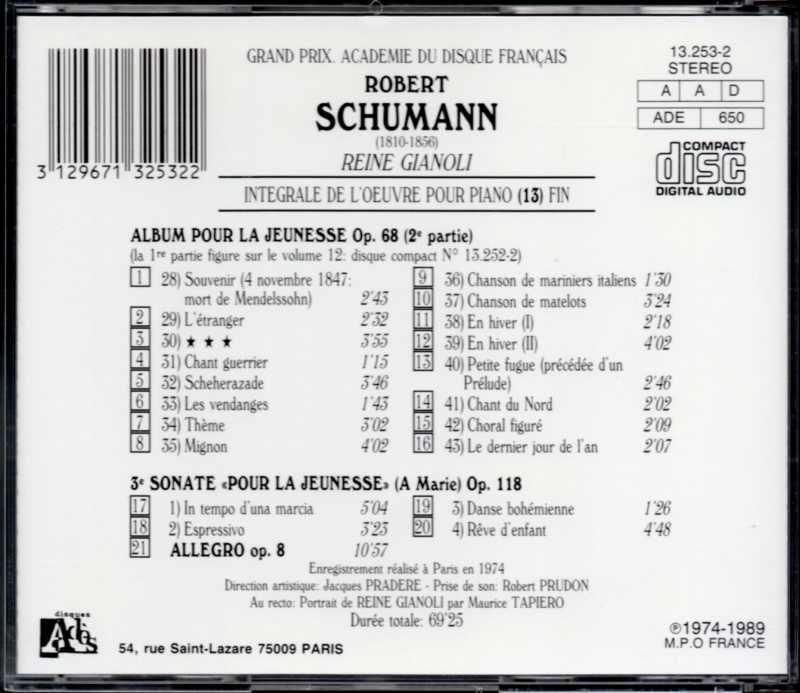 GRAND PRIX. ACADEMIE DU DISQUE FRANÇAIS
ROBERT
SCHUMANN
(1810-1856)
REINE GIANOLI
INTEGRALE DE L'OEUVRE POUR PIANO (13) FIN
3 129671 325322
13.253-2
STEREO
A A D
ADE 650
COMPACT
disc
DIGITAL AUDIO
ALBUM POUR LA JEUNESSE Op. 68 (2e partie)
(la 1re partie figure sur le volume 12: disque compact N° 13.252-2)
1 28) Souvenir (4 novembre 1847:
mort de Mendelssohn) 2'43
2 29) L'étranger 2'32
3 30) ★ ★ ★ 3'55
4 31) Chant guerrier 1'15
5 32) Scheherazade 3'46
6 33) Les vendanges 1'43
7 34) Thème 3'02
8 35) Mignon 4'02
9 36) Chanson de mariniers italiens 1'30
10 37) Chanson de matelots 3'24
11 38) En hiver (I) 2'18
12 39) En hiver (II) 4'02
13 40) Petite fugue (précédée d'un
Prélude) 2'46
14 41) Chant du Nord 2'02
15 42) Choral figuré 2'09
16 43) Le dernier jour de l'an 2'07
3e SONATE «POUR LA JEUNESSE» (A Marie) Op. 118
17 1) In tempo d'una marcia 5'04
18 2) Espressivo 3'23
19 3) Danse bohémienne 1'26
20 4) Rêve d'enfant 4'48
21 ALLEGRO op. 8 10'57
Enregistrement réalisé à Paris en 1974
Direction artistique: Jacques PRADERE - Prise de son: Robert PRUDON
Au recto: Portrait de REINE GIANOLI par Maurice TAPIERO
Durée totale: 69'25
disques
Adès
54, rue Saint-Lazare 75009 PARIS
℗1974-1989
M.P.O FRANCE